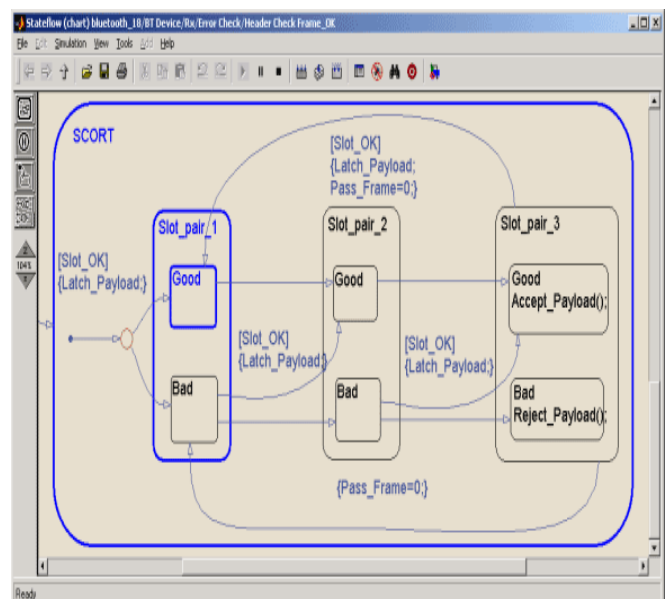 Stateflow (chart) bluetooth_18/BT Device/Rx/Error Check/Header Check Frame_OK
File Edit Simulation View Tools Add Help
SCORT
[Slot_OK]
{Latch_Payload;
Pass_Frame=0;}
Slot_pair_1
Slot_pair_2
Slot_pair_3
[Slot_OK]
{Latch_Payload;}
Good
Good
Good
Accept_Payload();
[Slot_OK]
{Latch_Payload;}
[Slot_OK]
{Latch_Payload;}
Bad
Bad
Bad
Reject_Payload();
{Pass_Frame=0;}
104%
Ready